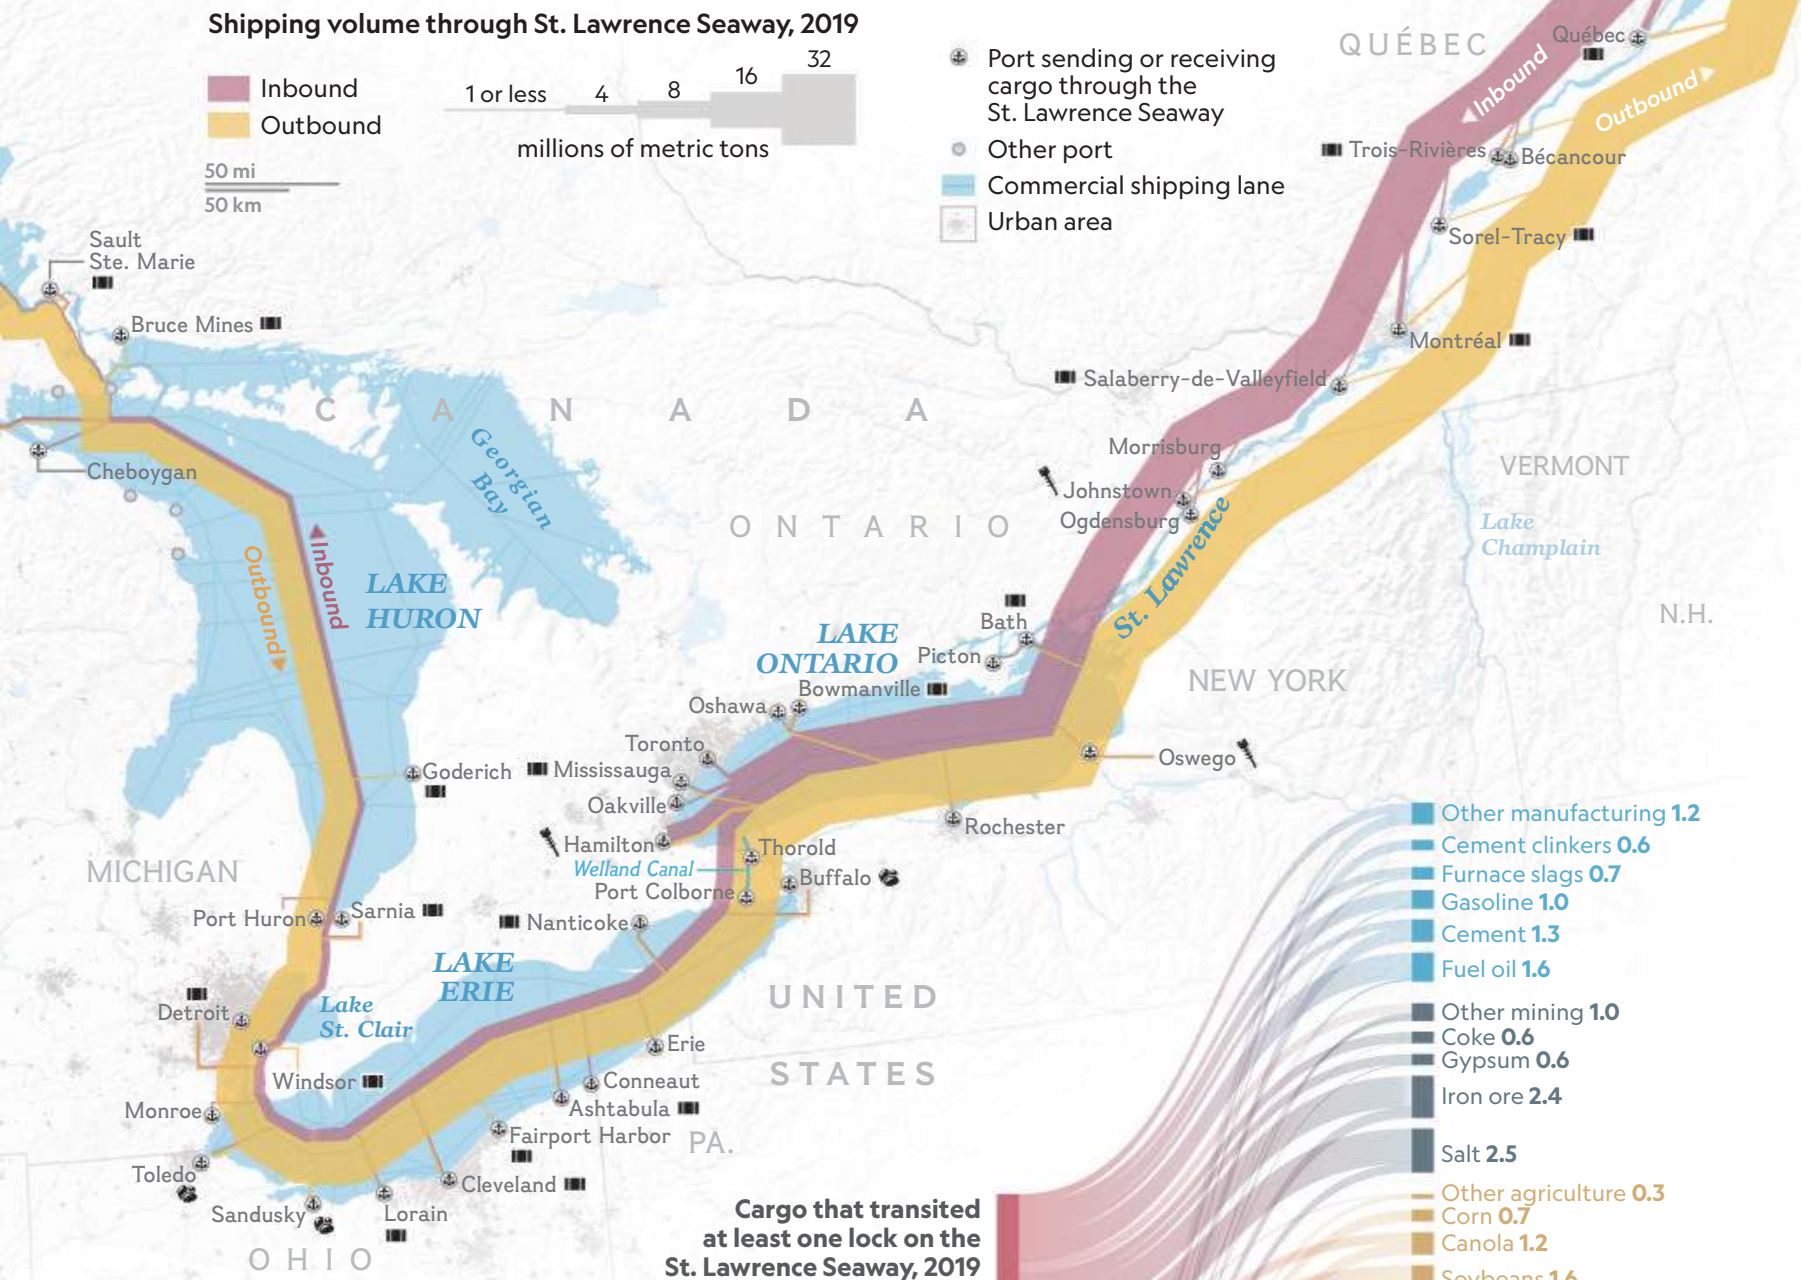 Shipping volume through St. Lawrence Seaway, 2019
Inbound
Outbound
1 or less
4
8
16
32
millions of metric tons
50 mi
50 km
Port sending or receiving
cargo through the
St. Lawrence Seaway
Other port
Commercial shipping lane
Urban area
QUÉBEC
Québec
Inbound
Outbound
Trois-Rivières
Bécancour
Sorel-Tracy
Montréal
Salaberry-de-Valleyfield
Sault
Ste. Marie
Bruce Mines
CANADA
Georgian
Bay
Cheboygan
Morrisburg
Johnstown
Ogdensburg
ONTARIO
St. Lawrence
VERMONT
Lake
Champlain
N.H.
Outbound
Inbound
LAKE
HURON
LAKE
ONTARIO
Bath
Picton
Bowmanville
Oshawa
Toronto
Mississauga
Oakville
Hamilton
NEW YORK
Oswego
Rochester
Goderich
Thorold
Welland Canal
Buffalo
Port Colborne
MICHIGAN
Port Huron
Sarnia
Nanticoke
LAKE
ERIE
Detroit
Lake
St. Clair
UNITED
STATES
Erie
Windsor
Conneaut
Ashtabula
Monroe
Fairport Harbor
PA.
Toledo
Cleveland
Sandusky
Lorain
OHIO
Cargo that transited
at least one lock on the
St. Lawrence Seaway, 2019
Other manufacturing 1.2
Cement clinkers 0.6
Furnace slags 0.7
Gasoline 1.0
Cement 1.3
Fuel oil 1.6
Other mining 1.0
Coke 0.6
Gypsum 0.6
Iron ore 2.4
Salt 2.5
Other agriculture 0.3
Corn 0.7
Canola 1.2
Soybeans 1.6